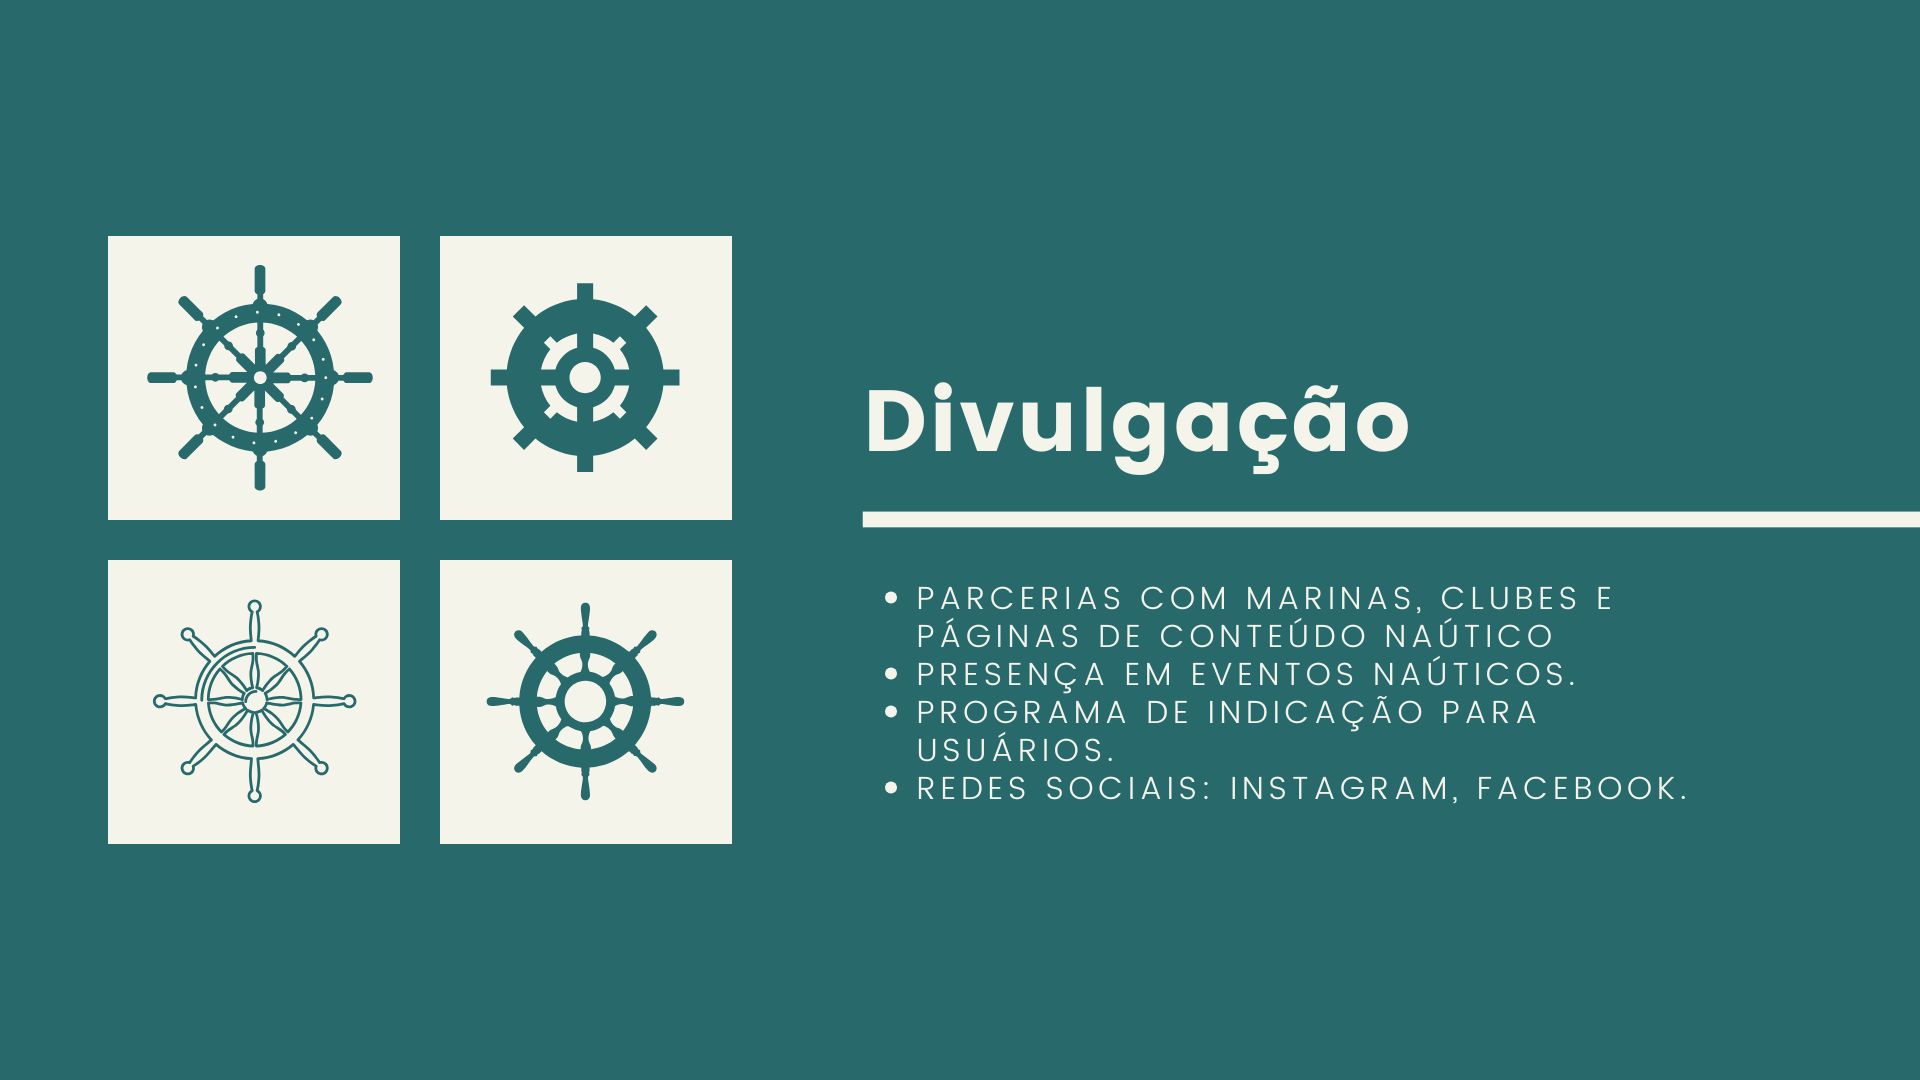 Divulgação
• PARCERIAS COM MARINAS, CLUBES E
PÁGINAS DE CONTEÚDO NAÚTICO
• PRESENÇA EM EVENTOS NAÚTICOS.
• PROGRAMA DE INDICAÇÃO PARA
USUÁRIOS.
• REDES SOCIAIS: INSTAGRAM, FACEBOOK.